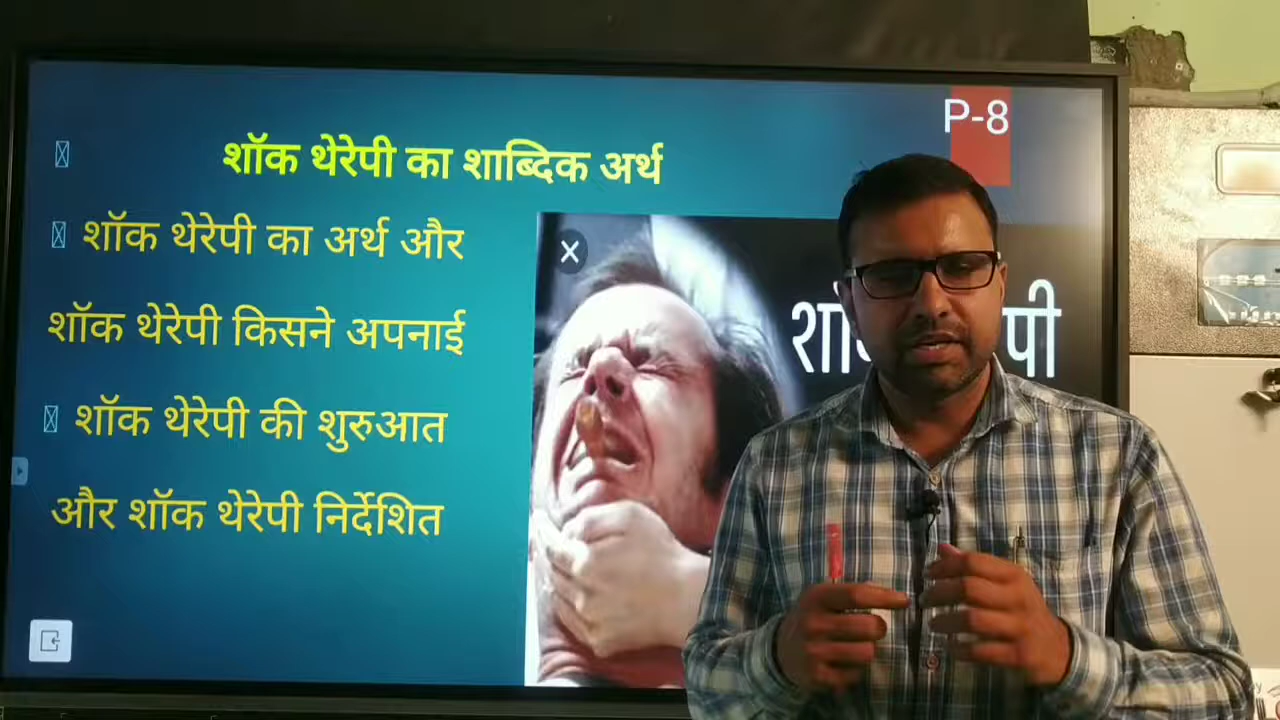 P-8
शॉक थेरेपी का शाब्दिक अर्थ
शॉक थेरेपी का अर्थ और
शॉक थेरेपी किसने अपनाई
शॉक थेरेपी की शुरुआत
और शॉक थेरेपी निर्देशित